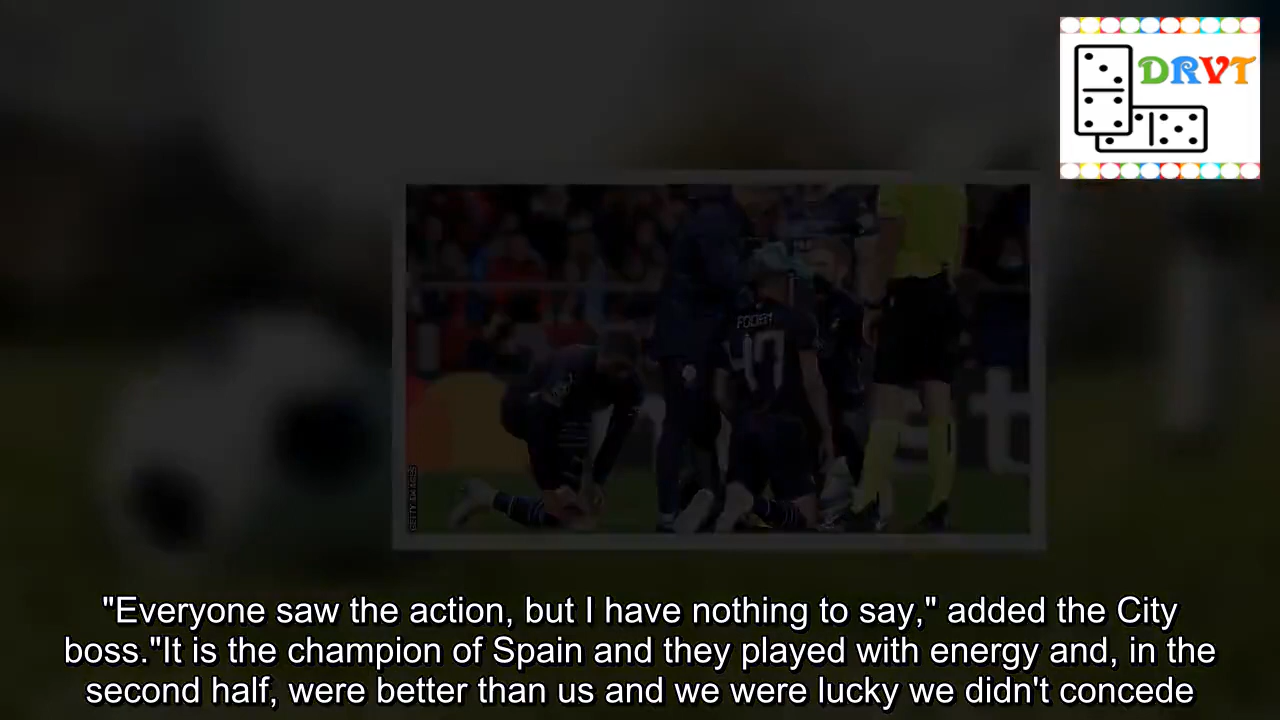 DRVT
FODEN
47
GETTY IMAGES
"Everyone saw the action, but I have nothing to say," added the City
boss."It is the champion of Spain and they played with energy and, in the
second half, were better than us and we were lucky we didn't concede